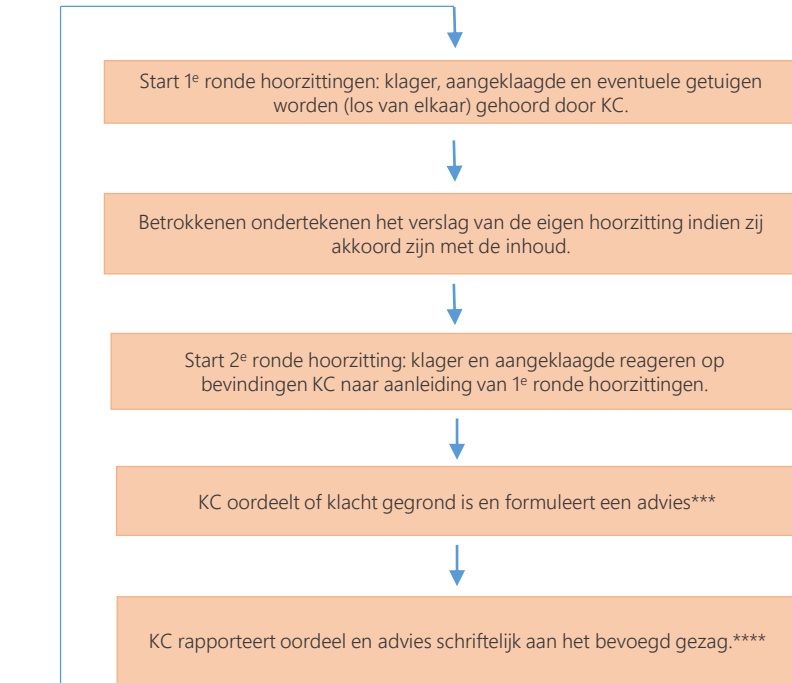 Start 1e ronde hoorzittingen: klager, aangeklaagde en eventuele getuigen
worden (los van elkaar) gehoord door KC.
Betrokkenen ondertekenen het verslag van de eigen hoorzitting indien zij
akkoord zijn met de inhoud.
Start 2e ronde hoorzitting: klager en aangeklaagde reageren op
bevindingen KC naar aanleiding van 1e ronde hoorzittingen.
KC oordeelt of klacht gegrond is en formuleert een advies***
KC rapporteert oordeel en advies schriftelijk aan het bevoegd gezag.****